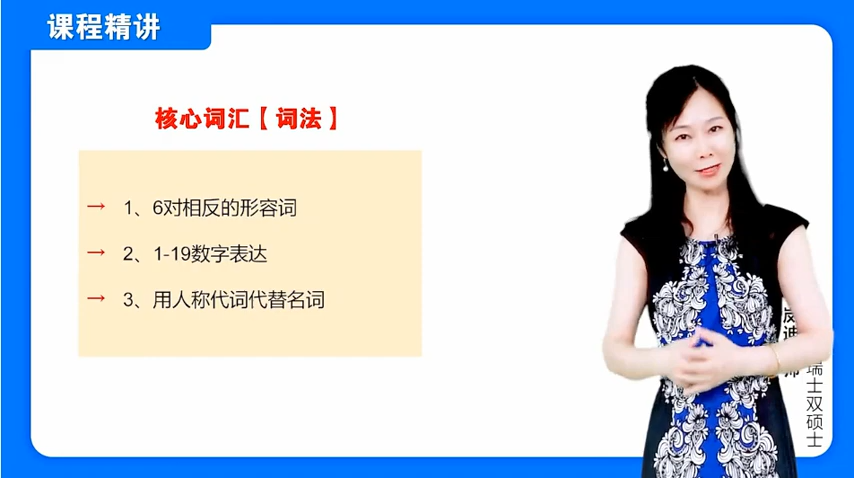 课程精讲
核心词汇【词法】
→ 1、6对相反的形容词
→ 2、1-19数字表达
→ 3、用人称代词代替名词
瑞士双硕士